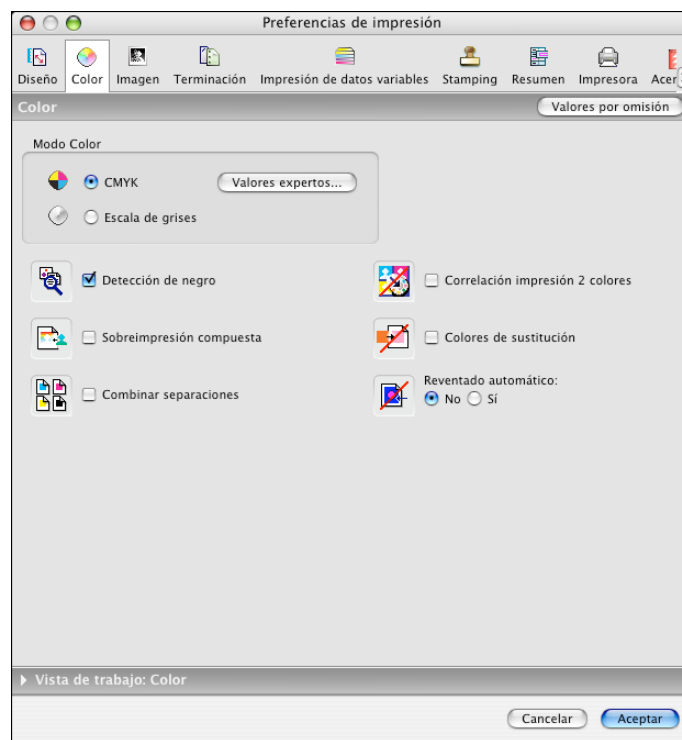 Preferencias de impresión
Diseño Color Imagen Terminación Impresión de datos variables Stamping Resumen Impresora Acer
Color Valores por omisión
Modo Color
CMYK Valores expertos...
Escala de grises
Detección de negro Correlación impresión 2 colores
Sobreimpresión compuesta Colores de sustitución
Reventado automático:
Combinar separaciones No Sí
Vista de trabajo: Color
Cancelar Aceptar